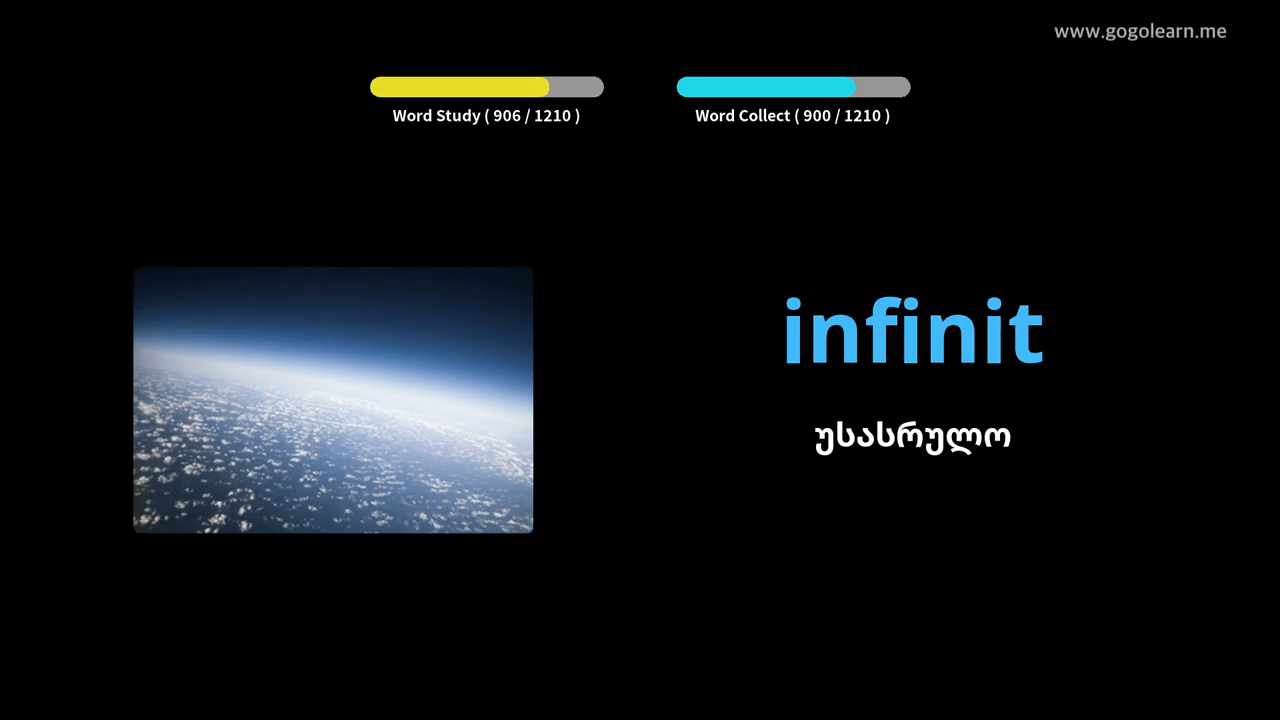 www.gogolearn.me
Word Study ( 906 / 1210 )
Word Collect ( 900 / 1210 )
infinit
უსასრულო